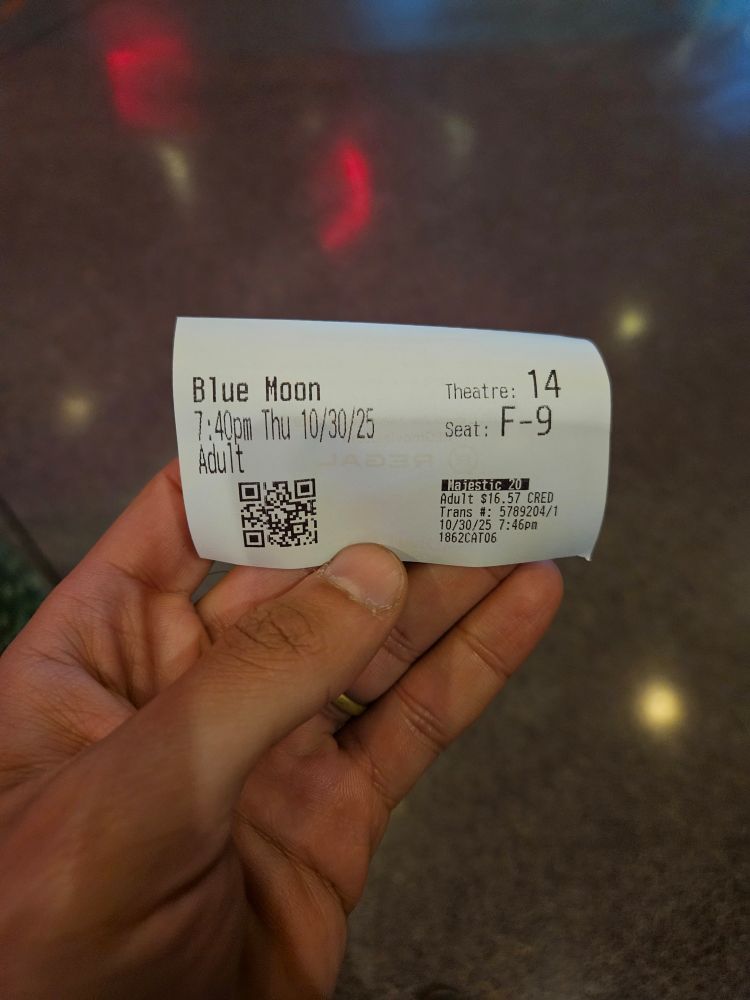 Blue Moon
7:40pm Thu 10/30/25
Adult
Theatre: 14
Seat: F-9
Majestic 20
Adult $16.57 CRED
Trans #: 5789204/1
10/30/25 7:46pm
1862CAT06
REGAL